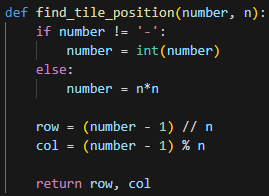 def find_tile_position(number, n):
    if number != '-':
        number = int(number)
    else:
        number = n*n

    row = (number - 1) // n
    col = (number - 1) % n

    return row, col